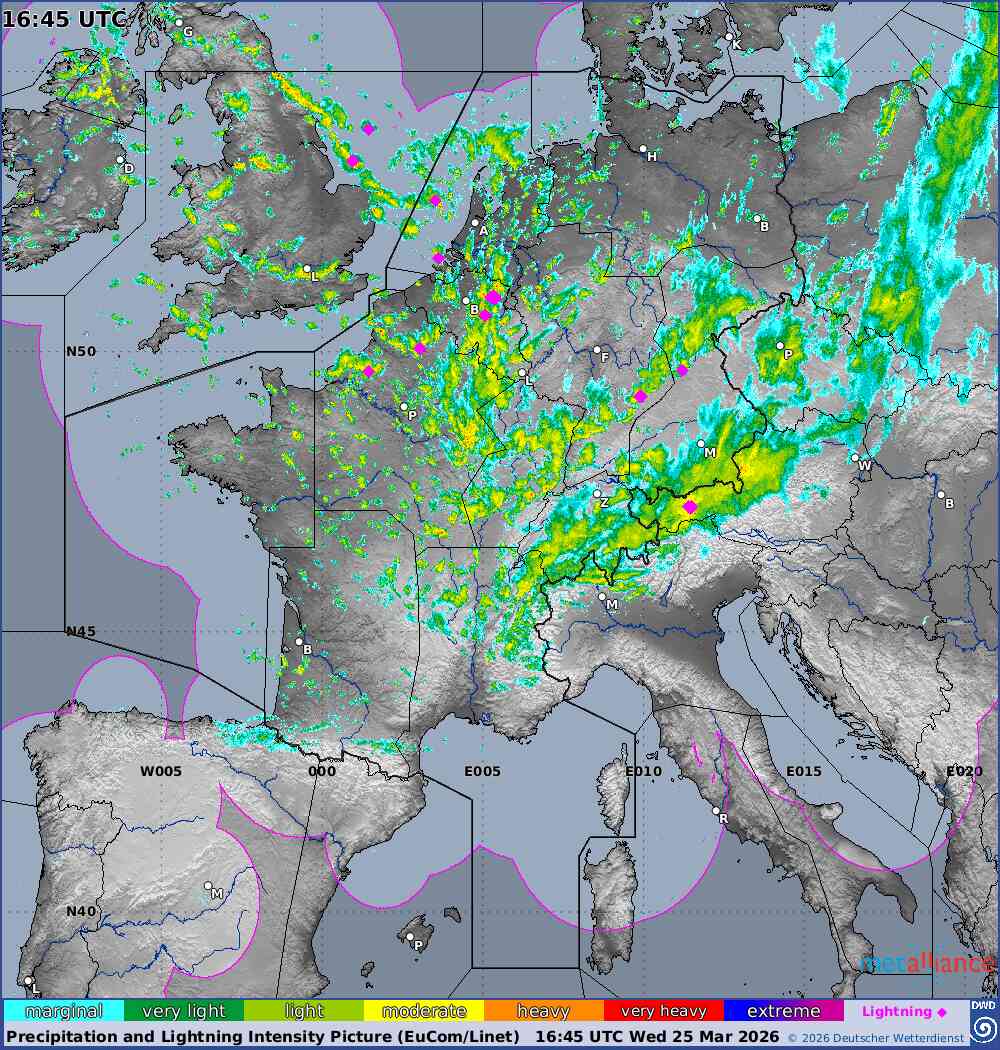 16:45 UTC
G
K
D
H
B
A
L
B
N50
P
F
L
P
M
W
Z
B
M
N45
B
W005
000
E005
E010
E015
E020
R
M
N40
P
L
metalliance
marginal
very light
light
moderate
heavy
very heavy
extreme
Lightning
DWD
Precipitation and Lightning Intensity Picture (EuCom/Linet) 16:45 UTC Wed 25 Mar 2026 © 2026 Deutscher Wetterdienst